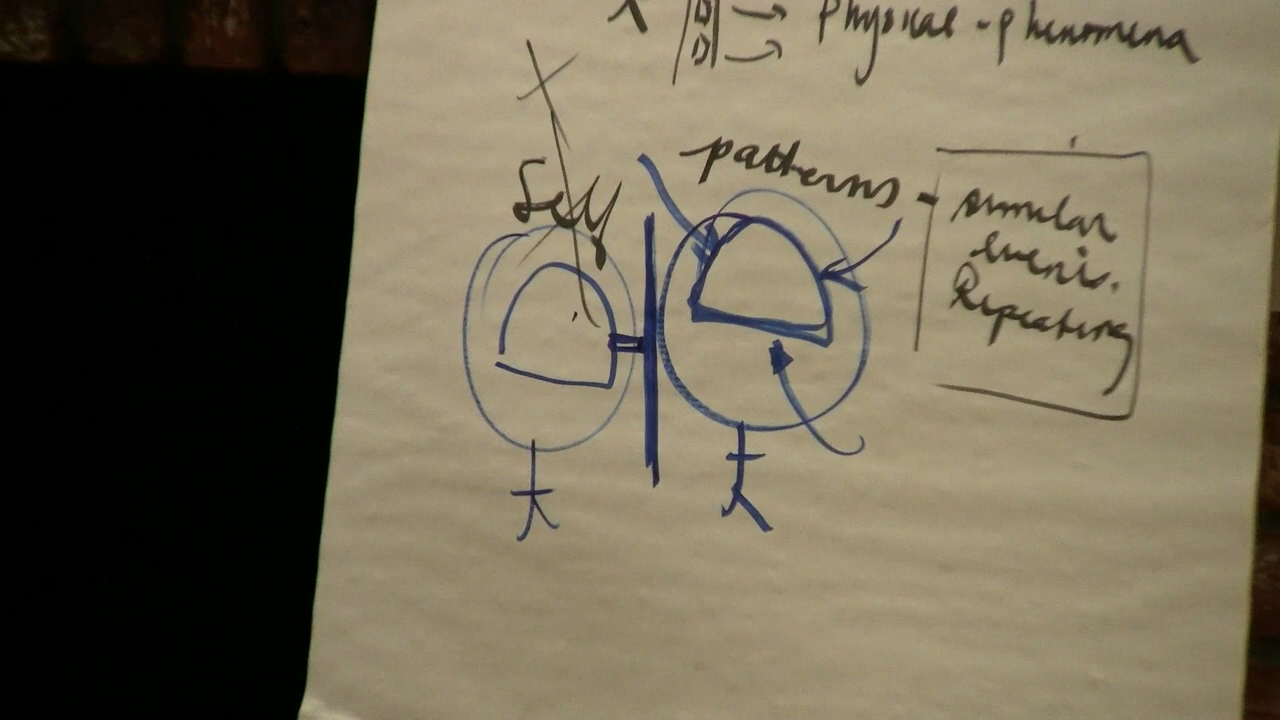 Physical - phenomena
patterns -
Self
similar
events.
Repeating